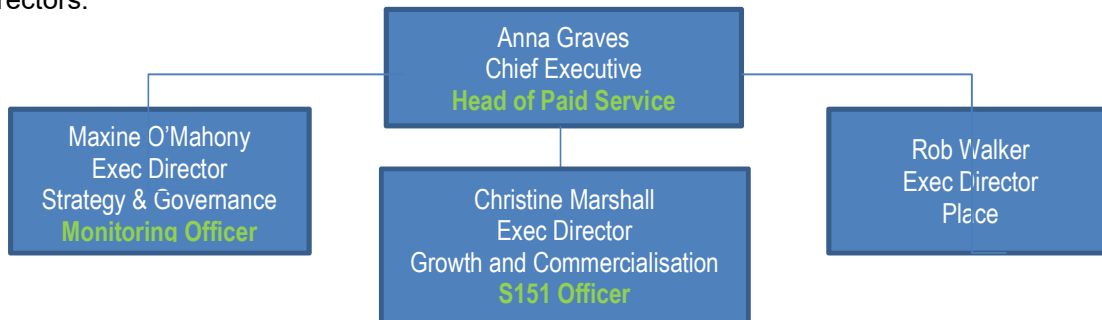 rectors.
Anna Graves
Chief Executive
Head of Paid Service
Maxine O'Mahony
Exec Director
Strategy & Governance
Monitoring Officer
Christine Marshall
Exec Director
Growth and Commercialisation
S151 Officer
Rob Walker
Exec Director
Place